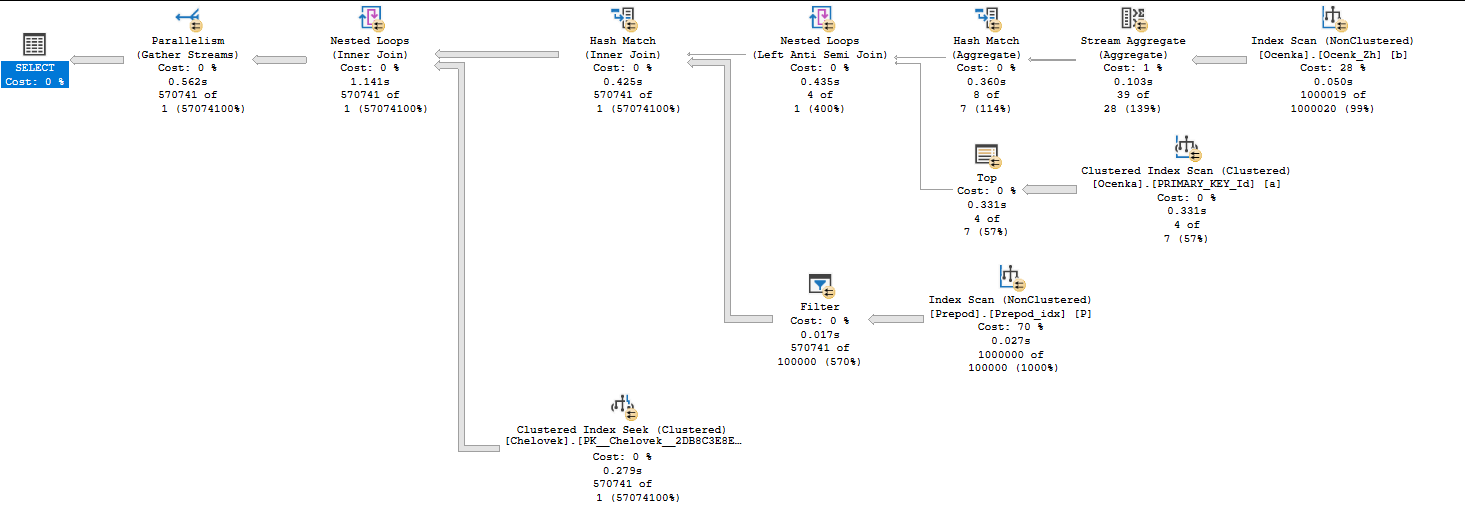 SELECT
Cost: 0 %
Parallelism
(Gather Streams)
Cost: 0 %
0.562s
570741 of
1 (57074100%)
Nested Loops
(Inner Join)
Cost: 0 %
1.141s
570741 of
1 (57074100%)
Hash Match
(Inner Join)
Cost: 0 %
0.425s
570741 of
1 (57074100%)
Nested Loops
(Left Anti Semi Join)
Cost: 0 %
0.435s
4 of
1 (400%)
Hash Match
(Aggregate)
Cost: 0 %
0.360s
8 of
7 (114%)
Stream Aggregate
(Aggregate)
Cost: 1 %
0.103s
39 of
28 (139%)
Index Scan (NonClustered)
[Ocenka].[Ocenk_Zh] [b]
Cost: 28 %
0.050s
1000019 of
1000020 (99%)
Top
Cost: 0 %
0.331s
4 of
7 (57%)
Clustered Index Scan (Clustered)
[Ocenka].[PRIMARY_KEY_Id] [a]
Cost: 0 %
0.331s
4 of
7 (57%)
Filter
Cost: 0 %
0.017s
570741 of
100000 (570%)
Index Scan (NonClustered)
[Prepod].[Prepod_idx] [P]
Cost: 70 %
0.027s
1000000 of
100000 (1000%)
Clustered Index Seek (Clustered)
[Chelovek].[PK__Chelovek__2DB8C3E8E…
Cost: 0 %
0.279s
570741 of
1 (57074100%)